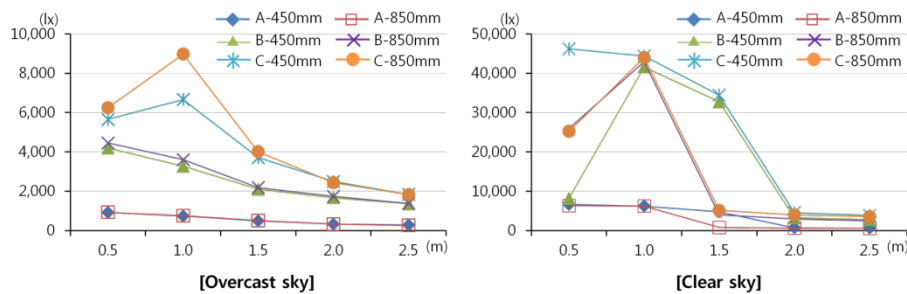 (lx)
A-450mm A-850mm
B-450mm B-850mm
C-450mm C-850mm
10,000
8,000
6,000
4,000
2,000
0
0.5 1.0 1.5 2.0 2.5 (m)
[Overcast sky]
(lx)
A-450mm A-850mm
B-450mm B-850mm
C-450mm C-850mm
50,000
40,000
30,000
20,000
10,000
0
0.5 1.0 1.5 2.0 2.5 (m)
[Clear sky]